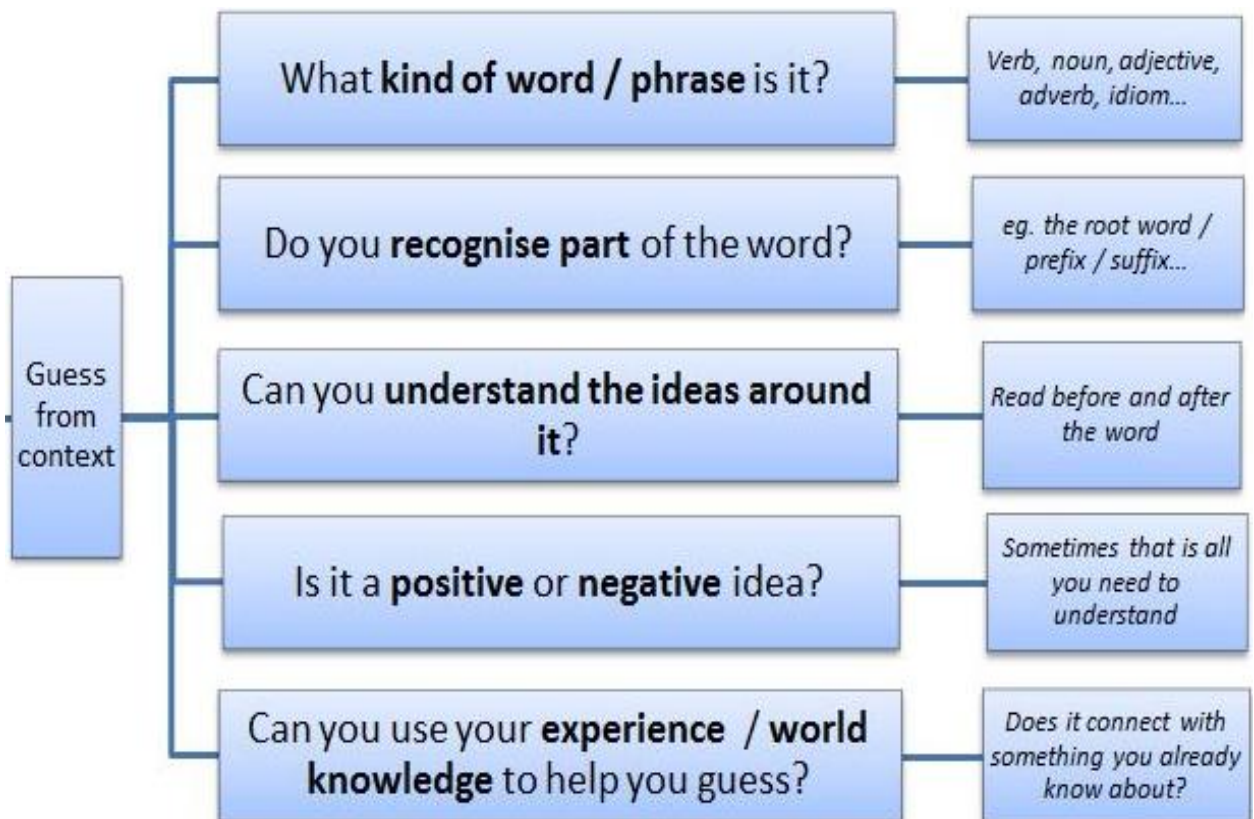 What kind of word / phrase is it?
Verb, noun, adjective,
adverb, idiom...
Do you recognise part of the word?
eg. the root word /
prefix / suffix...
Guess
from
context
Can you understand the ideas around
it?
Read before and after
the word
Is it a positive or negative idea?
Sometimes that is all
you need to
understand
Can you use your experience / world
knowledge to help you guess?
Does it connect with
something you already
know about?